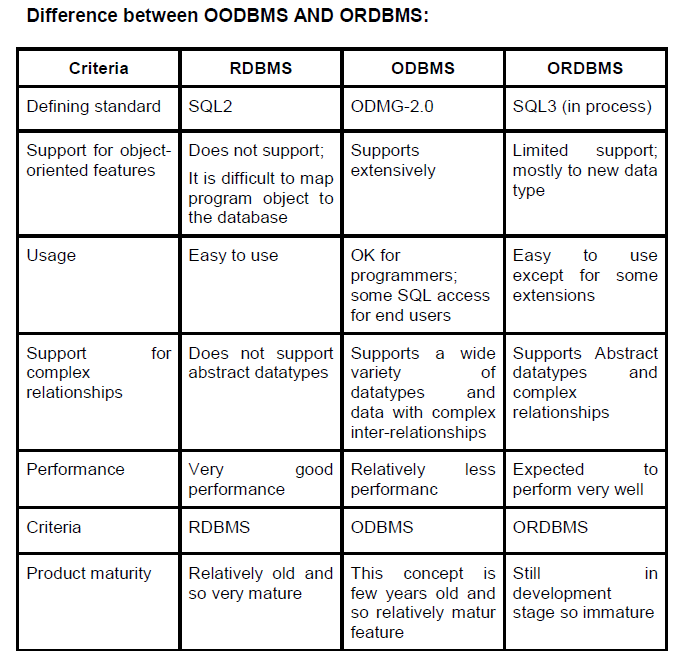 Difference between OODBMS AND ORDBMS:
Criteria RDBMS ODBMS ORDBMS
Defining standard SQL2 ODMG-2.0 SQL3 (in process)
Support for object- Does not support; Supports Limited support;
oriented features It is difficult to map extensively mostly to new data
program object to type
the database
Usage Easy to use OK for Easy to use
programmers; except for some
some SQL access extensions
for end users
Support for Does not support Supports a wide Supports Abstract
complex abstract datatypes variety of datatypes and
relationships datatypes and complex
data with complex relationships
inter-relationships
Performance Very good Relatively less Expected to
performance performanc perform very well
Criteria RDBMS ODBMS ORDBMS
Product maturity Relatively old and This concept is Still in
so very mature few years old and development
so relatively matur stage so immature
feature